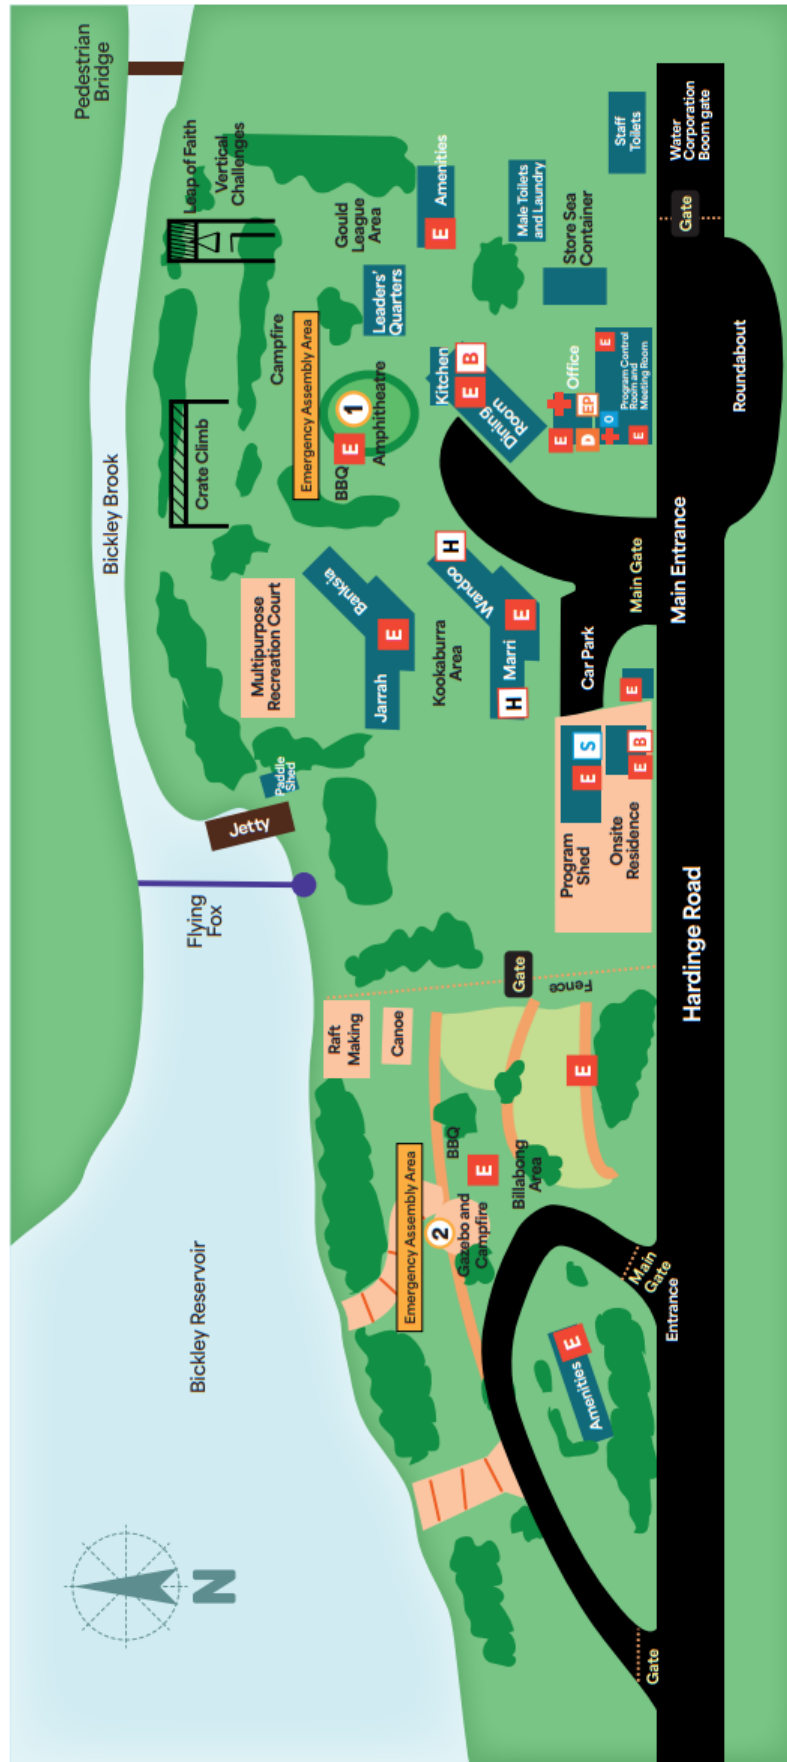 Bickley Reservoir
N
Flying
Fox
Jetty
Paddle
Shed
Bickley Brook
Pedestrian
Bridge
Multipurpose
Recreation Court
Crate Climb
Campfire
Leap of Faith
Vertical
Challenges
Emergency Assembly Area
BBQ
E
1
Amphitheatre
Leaders'
Quarters
Gould
League
Area
Amenities
E
Male Toilets
and Laundry
Store Sea
Container
Staff
Toilets
Water
Corporation
Boom gate
Gate
Roundabout
Kitchen
E
B
Dining
Room
Office
E
D
EP
O
E
E
Program Control
Room and
Meeting Room
Banksia
E
Jarrah
Kookaburra
Area
H
Wandoo
E
Marri
H
Car Park
Main Gate
Main Entrance
E
Program
Shed
E
S
Onsite
Residence
E
B
Hardinge Road
Gate
Fence
Raft
Making
Canoe
E
BBQ
E
Billabong
Area
Emergency Assembly Area
2
Gazebo and
Campfire
Main
Gate
Entrance
Amenities
E
Gate